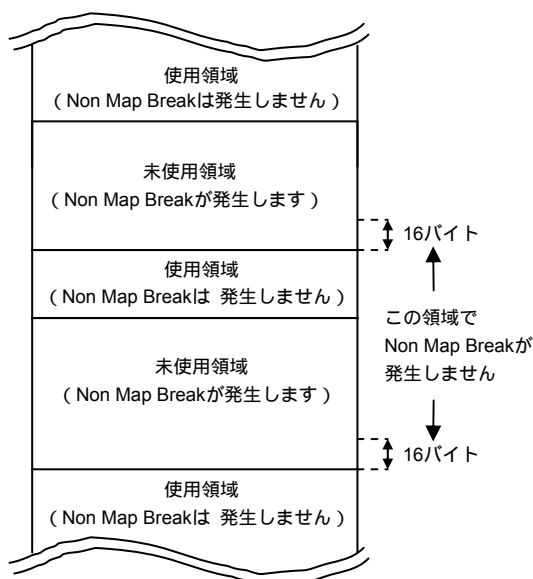 使用領域
( Non Map Breakは発生しません )
未使用領域
( Non Map Breakが発生します )
16バイト
使用領域
( Non Map Breakは 発生しません )
この領域で
Non Map Breakが
発生しません
未使用領域
( Non Map Breakが発生します )
16バイト
使用領域
( Non Map Breakは 発生しません )